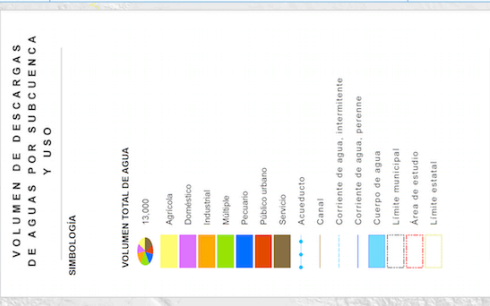 VOLUMEN DE DESCARGAS
DE AGUAS POR SUBCUENCA
Y USO
SIMBOLOGÍA
VOLUMEN TOTAL DE AGUA
13,000
Agrícola
Doméstico
Industrial
Múltiple
Pecuario
Público urbano
Servicio
Acueducto
Canal
Corriente de agua, intermitente
Corriente de agua, perenne
Cuerpo de agua
Límite municipal
Área de estudio
Límite estatal